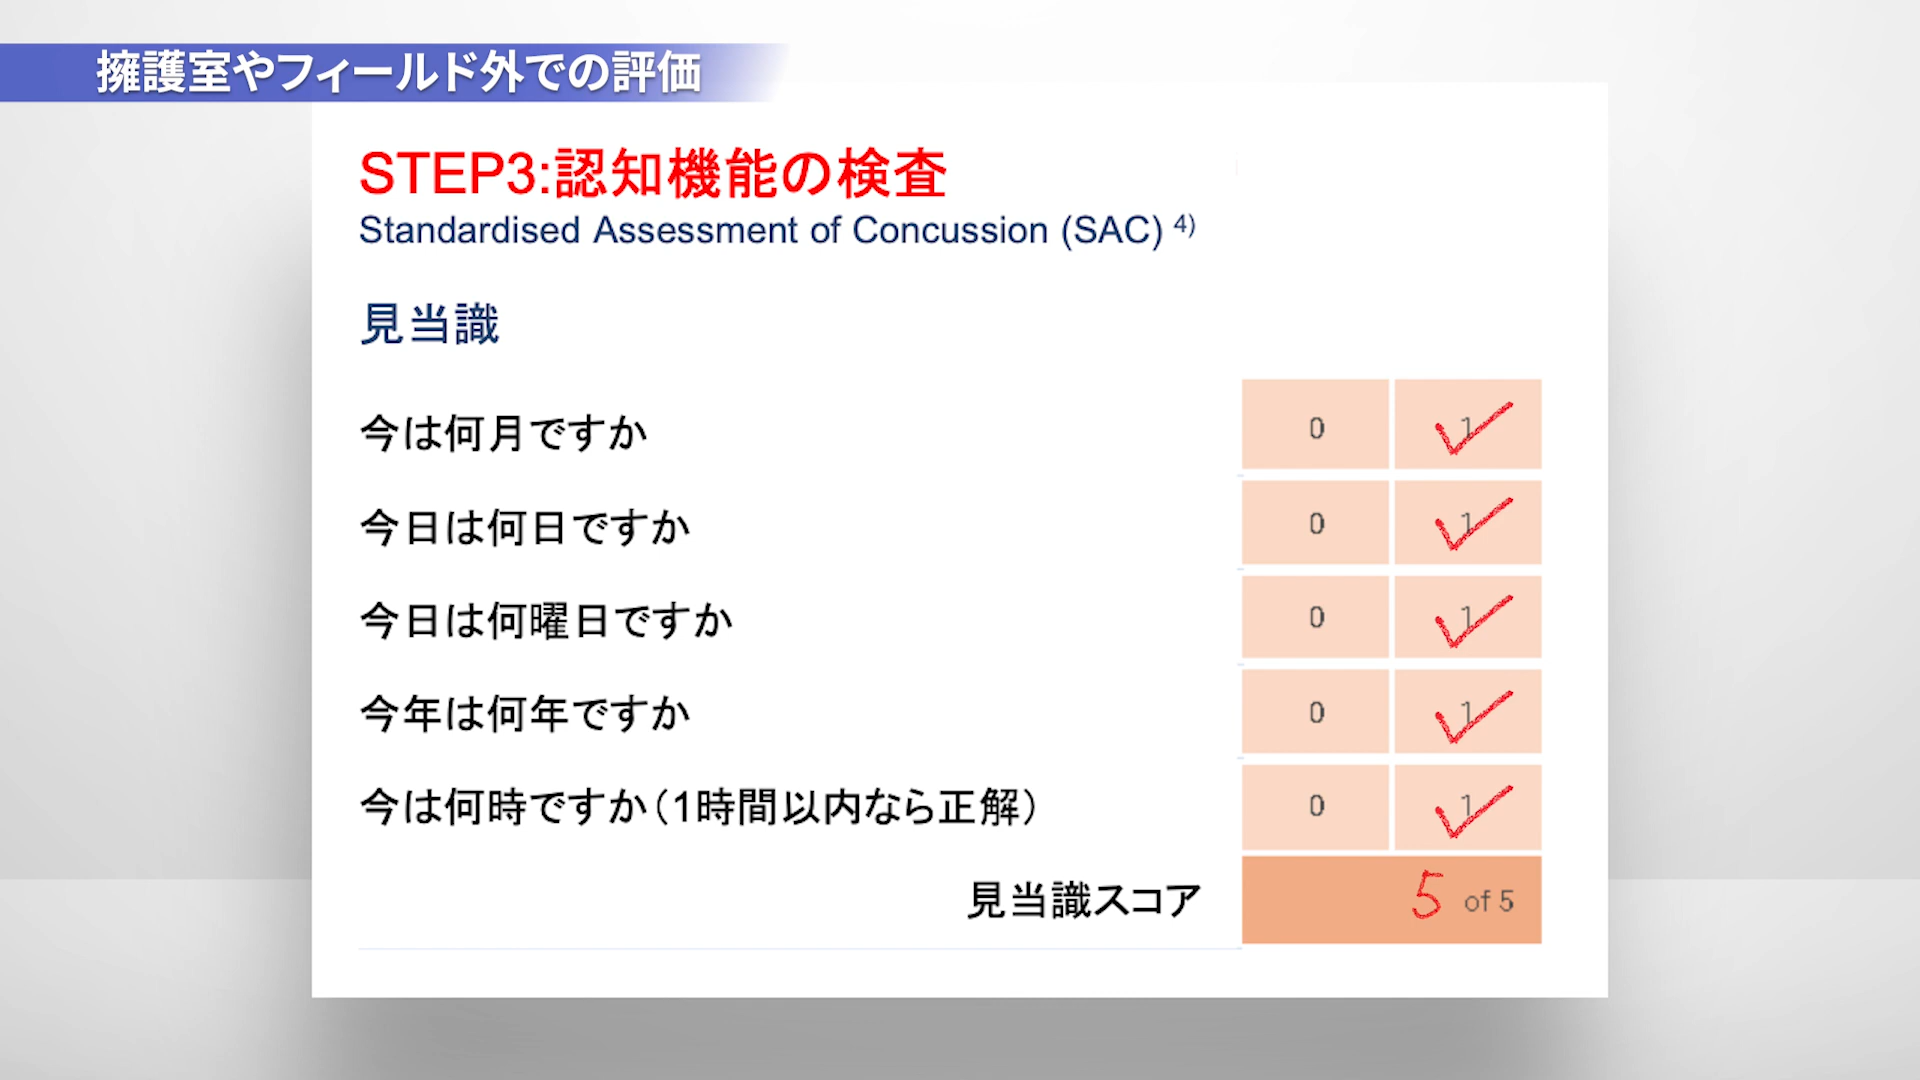 擁護室やフィールド外での評価
STEP3:認知機能の検査
Standardised Assessment of Concussion (SAC) 4)
見当識
今は何月ですか 0 1
今日は何日ですか 0 1
今日は何曜日ですか 0 1
今年は何年ですか 0 1
今は何時ですか（1時間以内なら正解） 0 1
見当識スコア 5 of 5